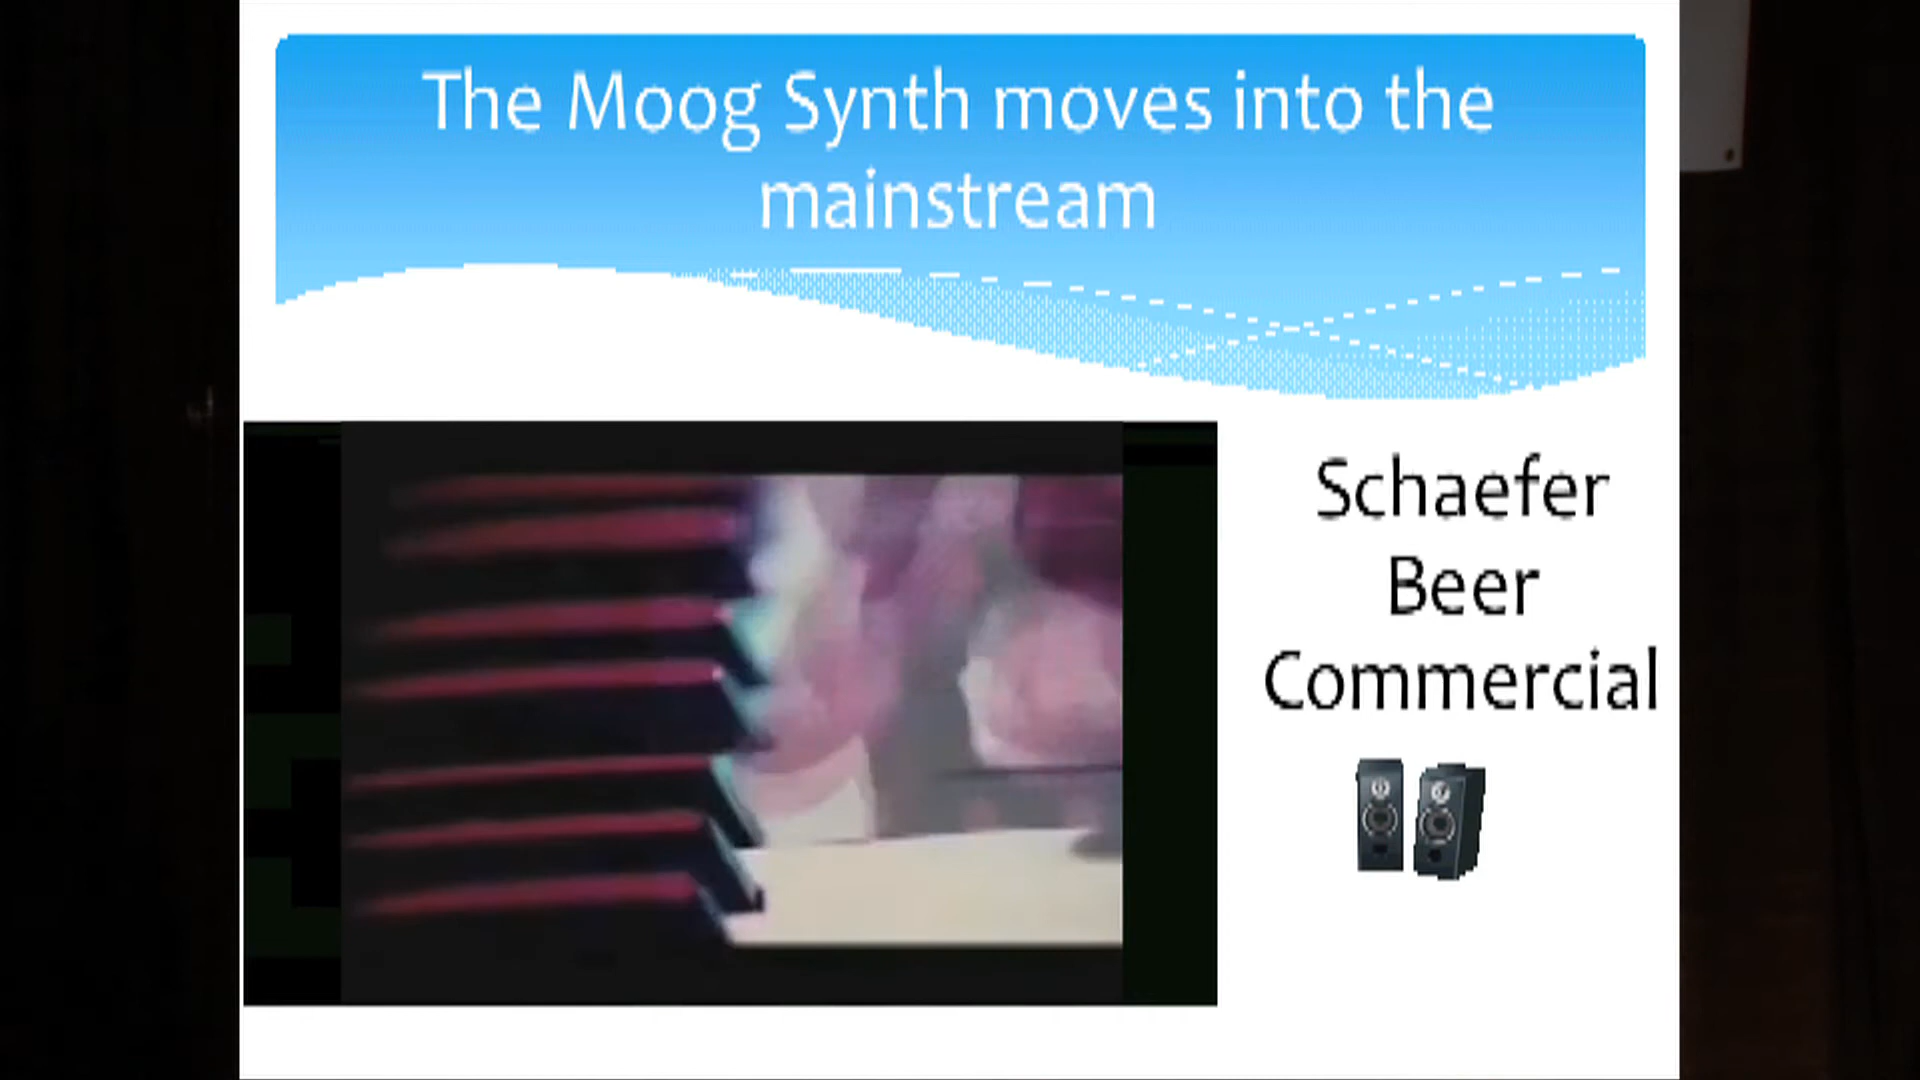 The Moog Synth moves into the
mainstream
Schaefer
Beer
Commercial